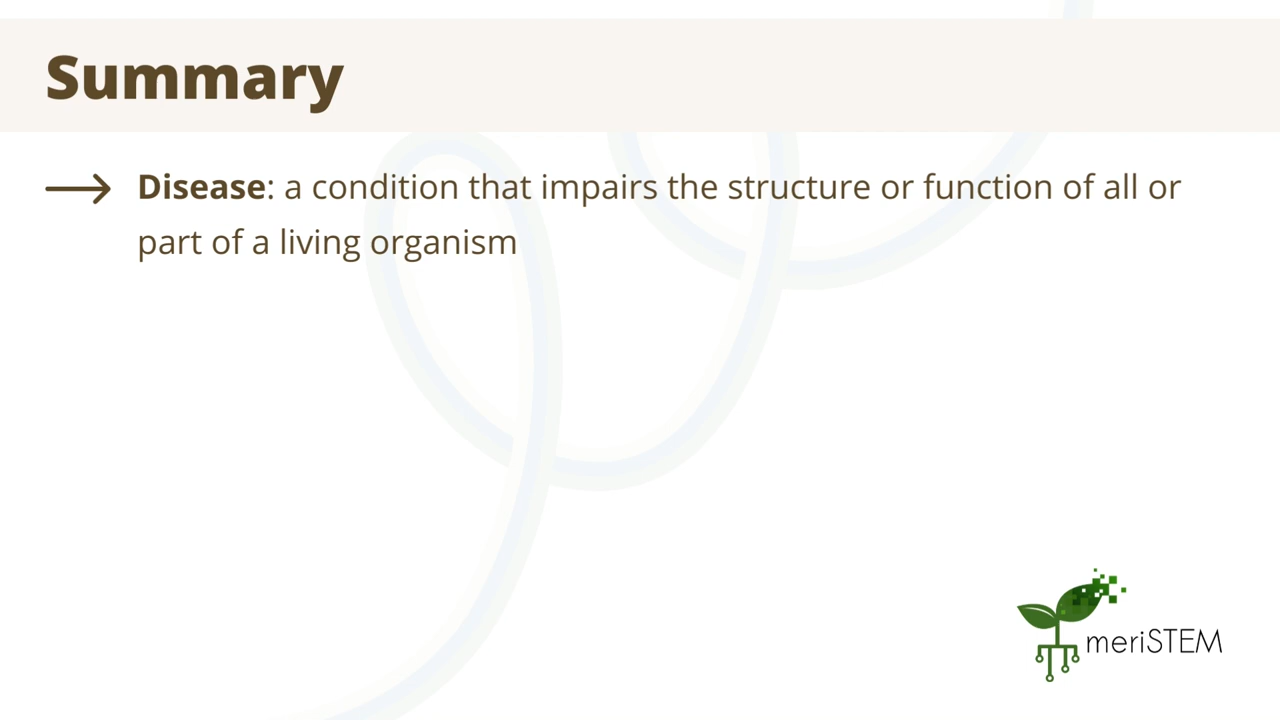 Summary
Disease: a condition that impairs the structure or function of all or
part of a living organism
meriSTEM